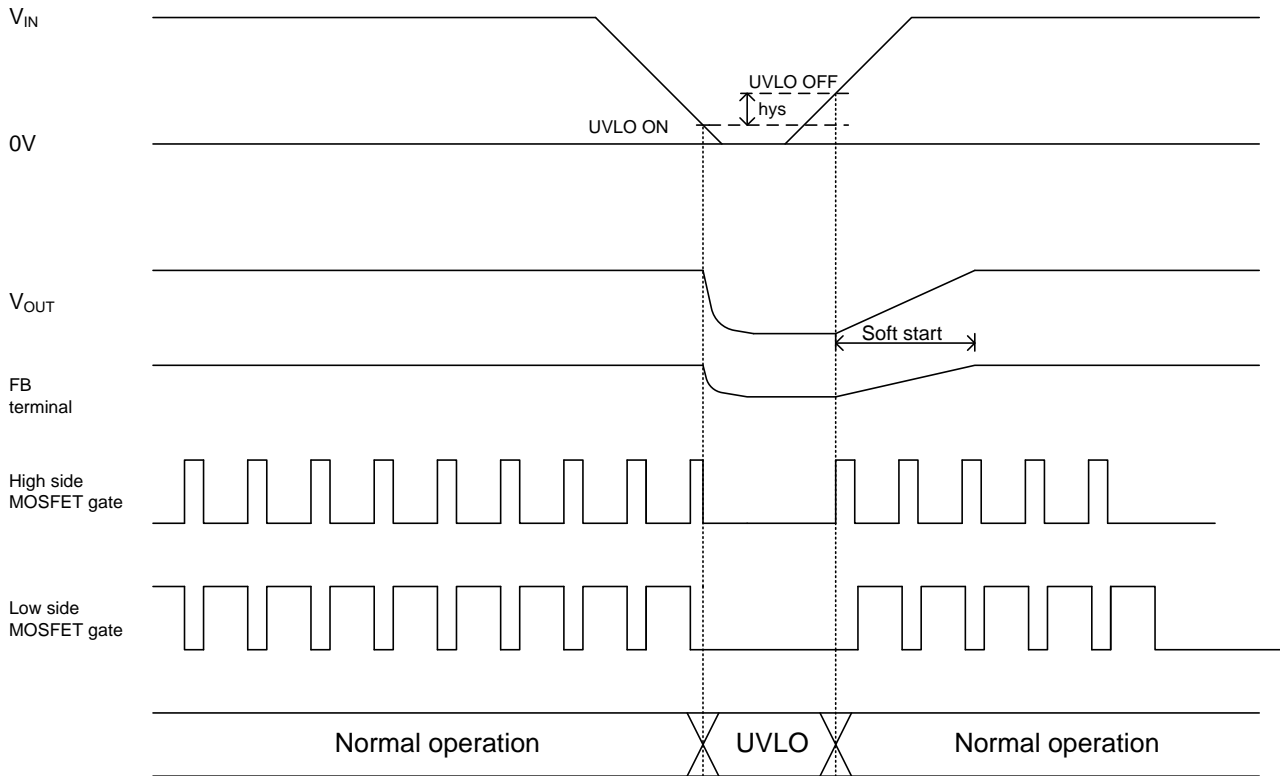 VIN
UVLO OFF
hys
UVLO ON
0V
VOUT
Soft start
FB
terminal
High side
MOSFET gate
Low side
MOSFET gate
Normal operation
UVLO
Normal operation